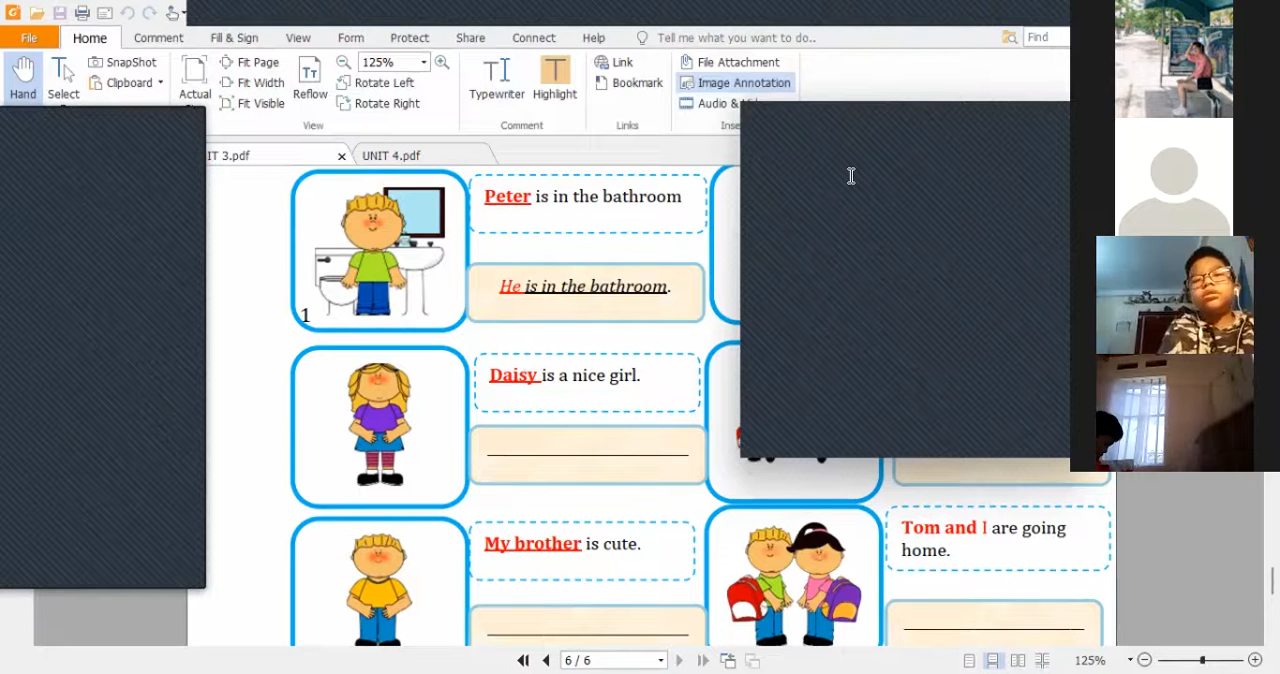 File Home Comment Fill & Sign View Form Protect Share Connect Help Tell me what you want to do.. Find
SnapShot Fit Page 125% Link File Attachment
Clipboard Fit Width Rotate Left Bookmark Image Annotation
Hand Select Actual Fit Visible Reflow Rotate Right Typewriter Highlight Audio &
View Comment Links
IT 3.pdf UNIT 4.pdf
Peter is in the bathroom
He is in the bathroom.
1
Daisy is a nice girl.
My brother is cute.
Tom and I are going
home.
6 / 6 125%